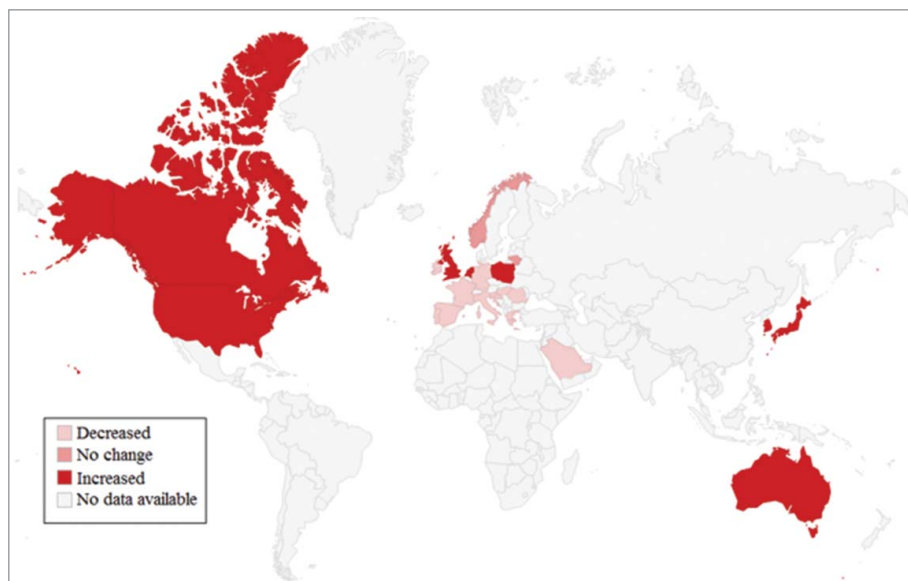 Decreased
No change
Increased
No data available